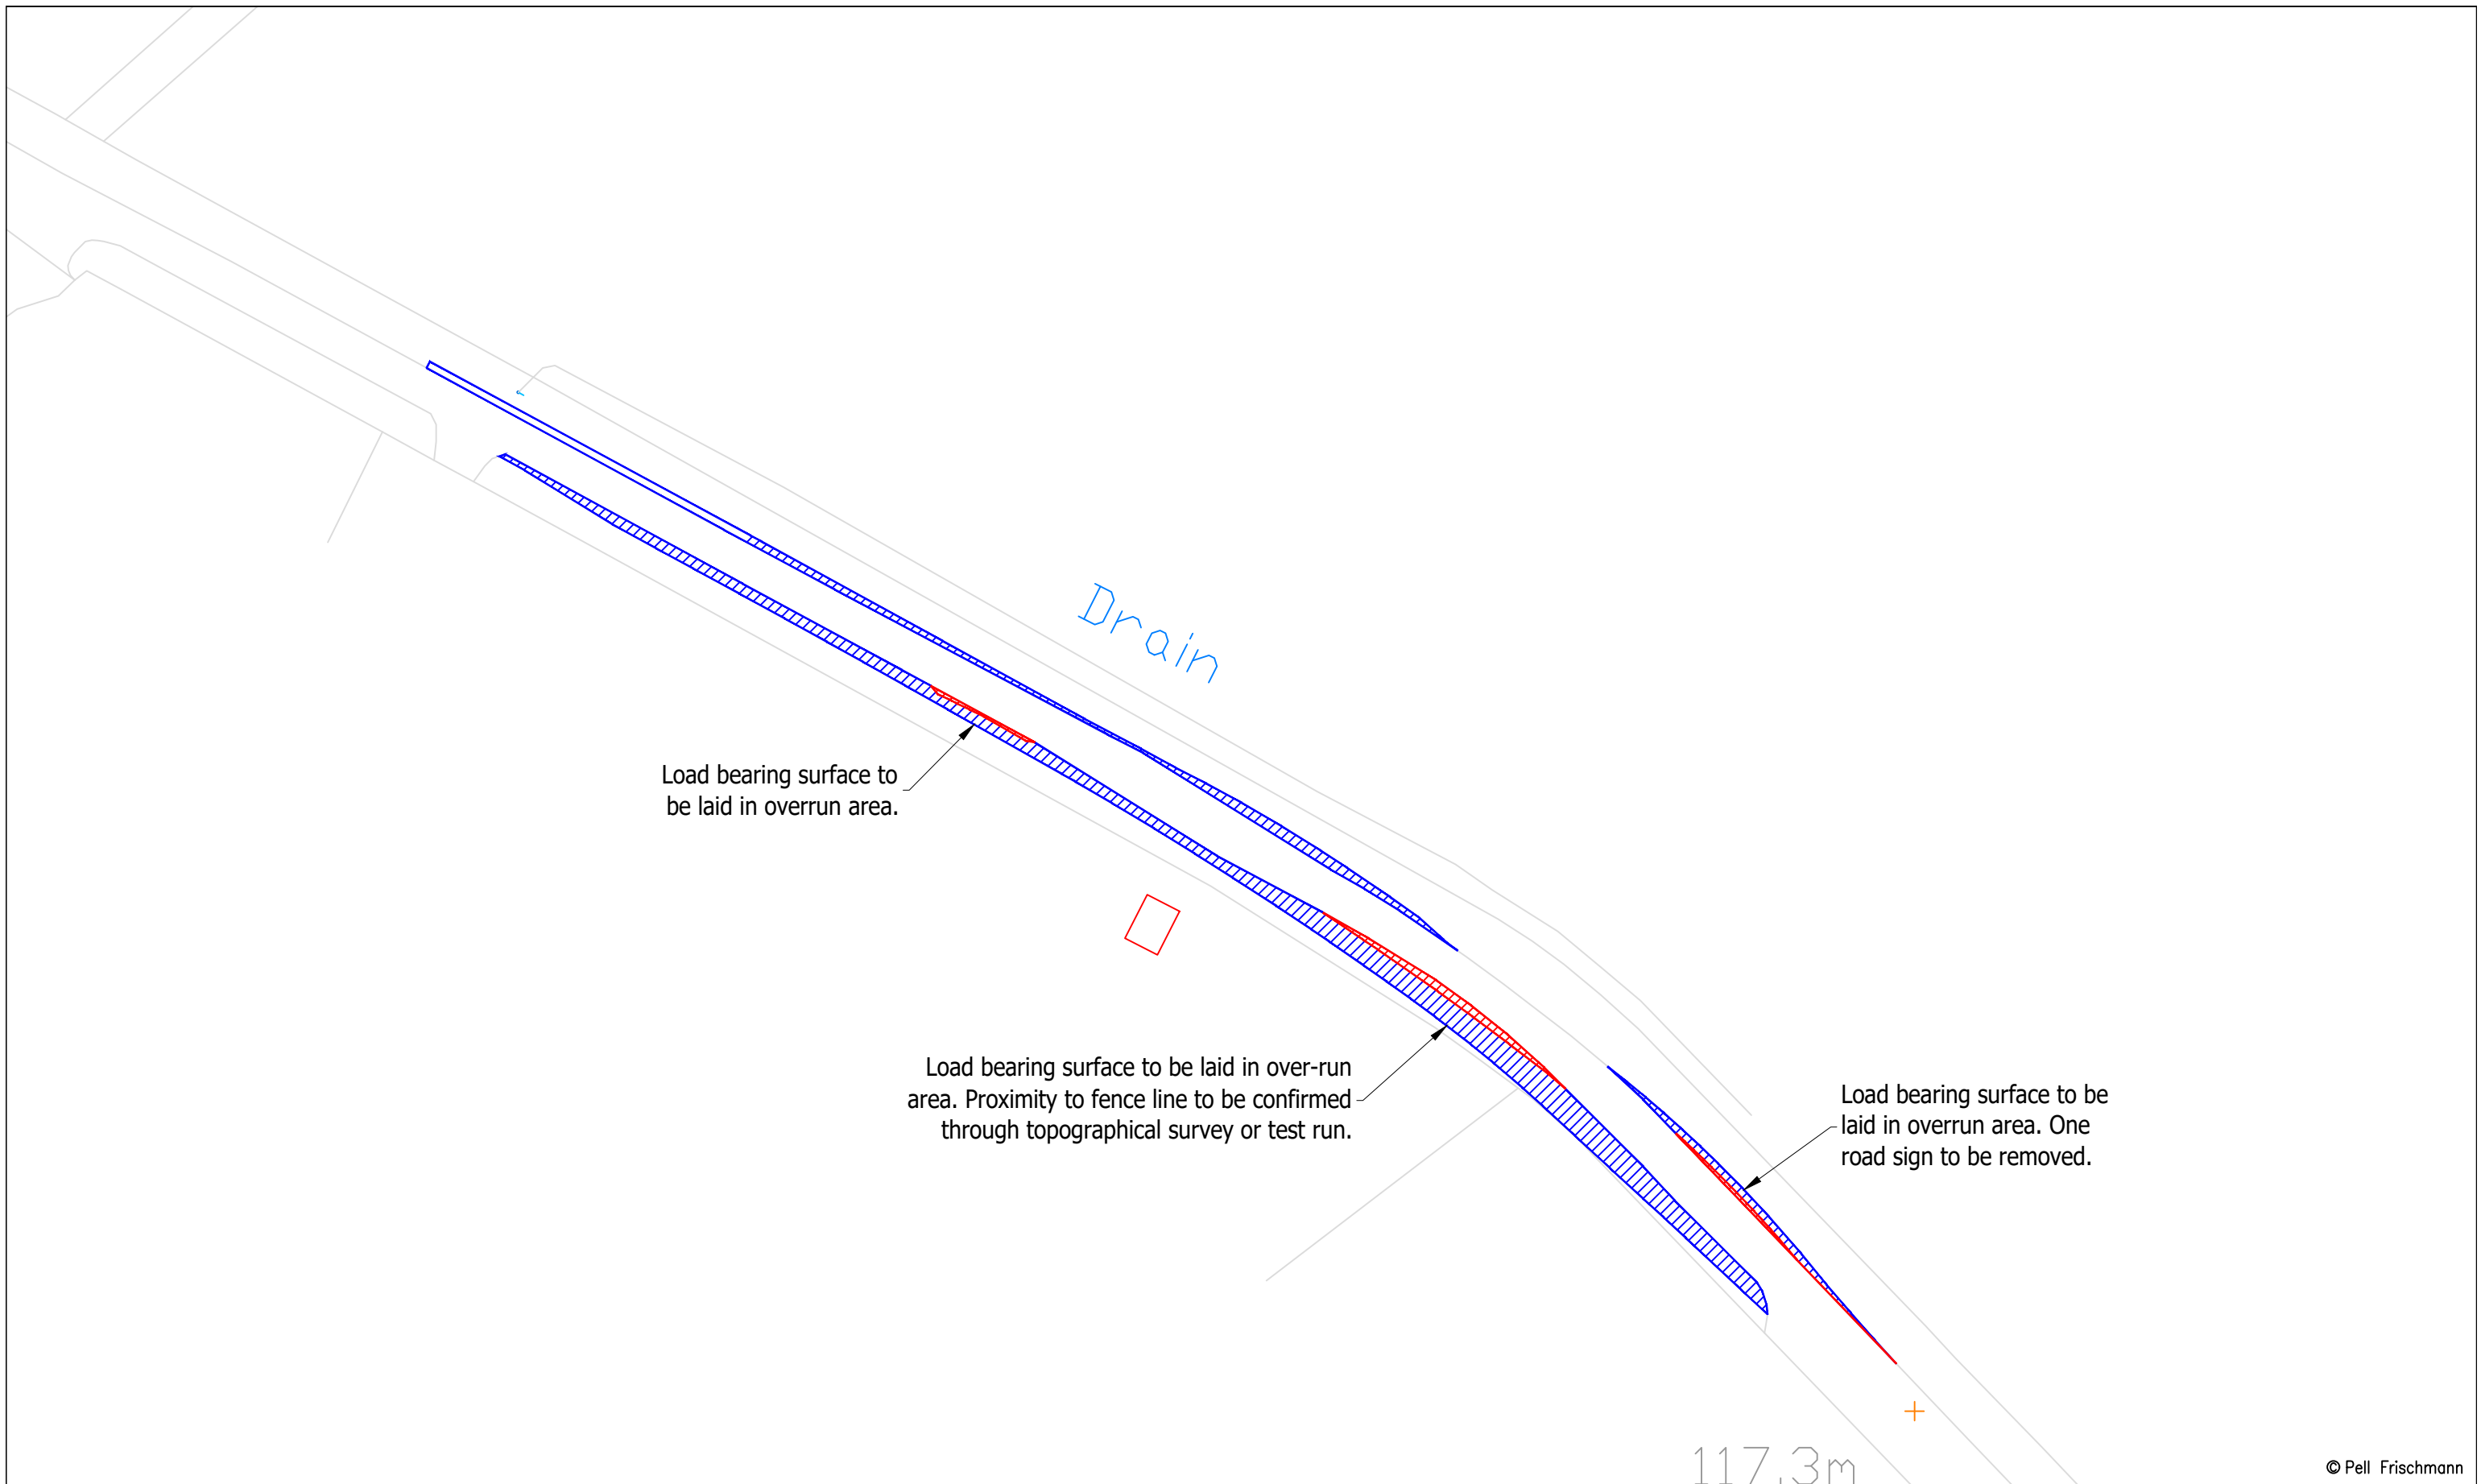 Drain
Load bearing surface to
be laid in overrun area.
Load bearing surface to be laid in over-run
area. Proximity to fence line to be confirmed
through topographical survey or test run.
Load bearing surface to be
laid in overrun area. One
road sign to be removed.
117.3m
© Pell Frischmann